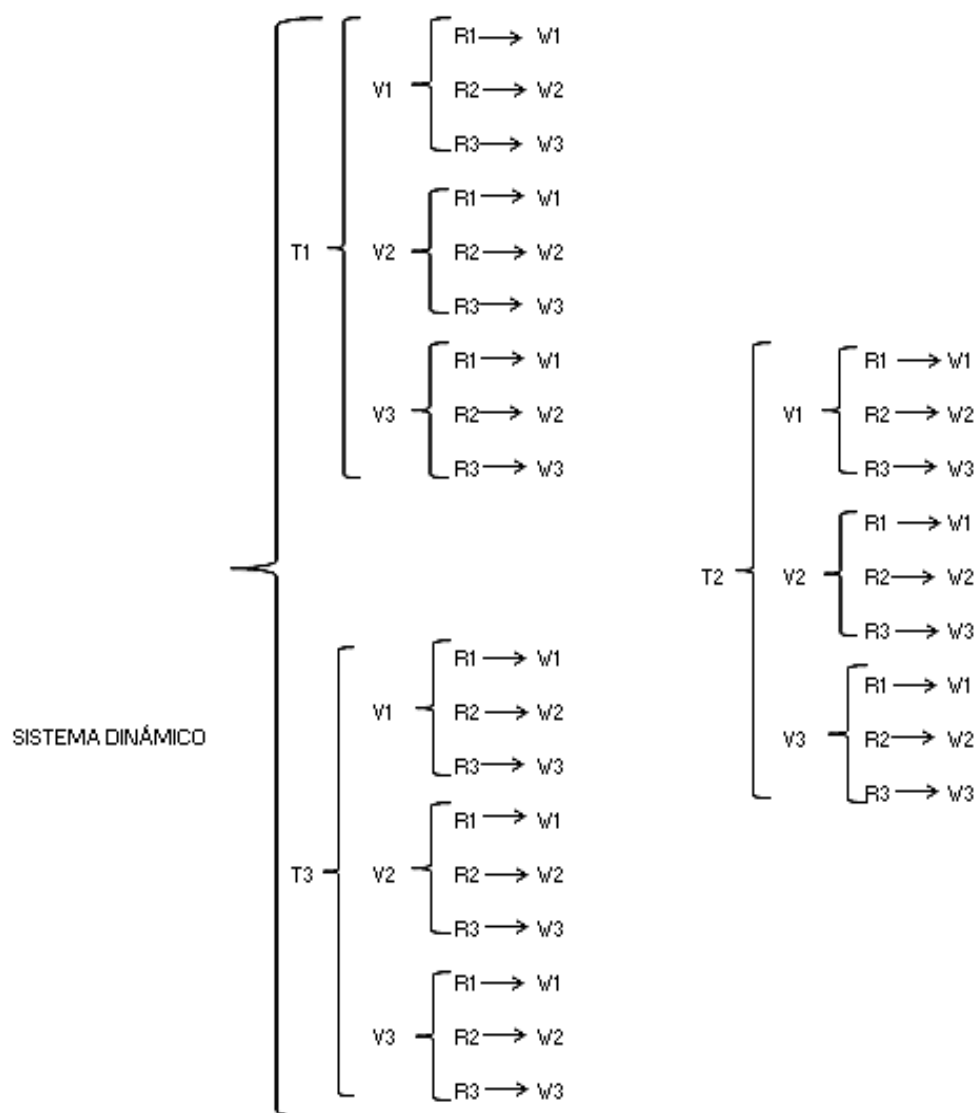 R1 → W1
V1 R2 → W2
R3 → W3
R1 → W1
T1 V2 R2 → W2
R3 → W3
R1 → W1
V3 R2 → W2
R3 → W3
R1 → W1
V1 R2 → W2
R3 → W3
R1 → W1
T2 V2 R2 → W2
R3 → W3
R1 → W1
V3 R2 → W2
R3 → W3
SISTEMA DINÁMICO
R1 → W1
V1 R2 → W2
R3 → W3
R1 → W1
T3 V2 R2 → W2
R3 → W3
R1 → W1
V3 R2 → W2
R3 → W3